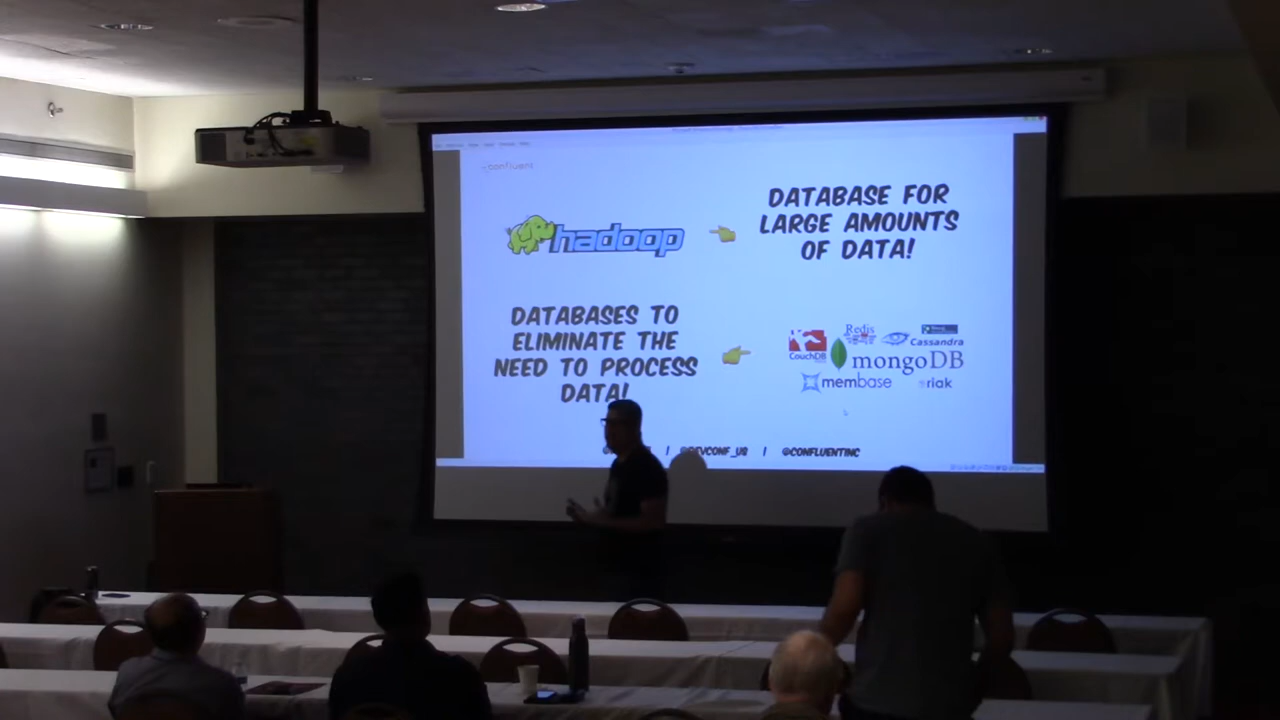 confluent
DATABASE FOR
LARGE AMOUNTS
OF DATA!
hadoop
DATABASES TO
ELIMINATE THE
NEED TO PROCESS
DATA!
Redis
CouchDB
Cassandra
mongoDB
membase
riak
| @DEVCONF_US | @CONFLUENTINC